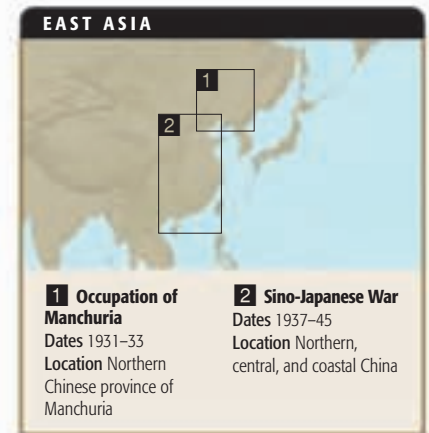 EAST ASIA
1
2
1 Occupation of
Manchuria
Dates 1931–33
Location Northern
Chinese province of
Manchuria
2 Sino-Japanese War
Dates 1937–45
Location Northern,
central, and coastal China